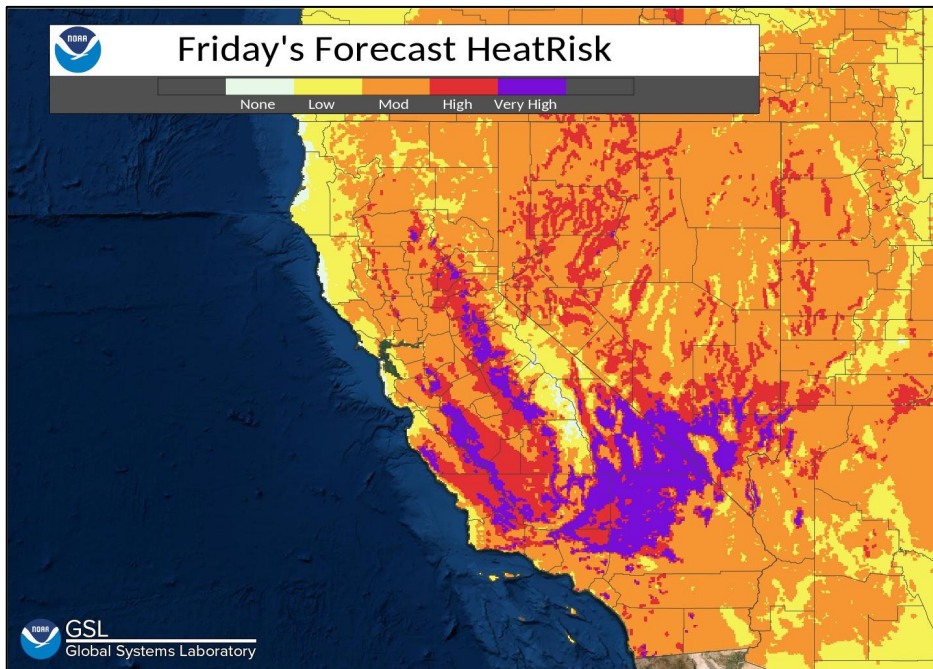 NOAA
Friday's Forecast HeatRisk
None Low Mod High Very High
NOAA
GSL
Global Systems Laboratory